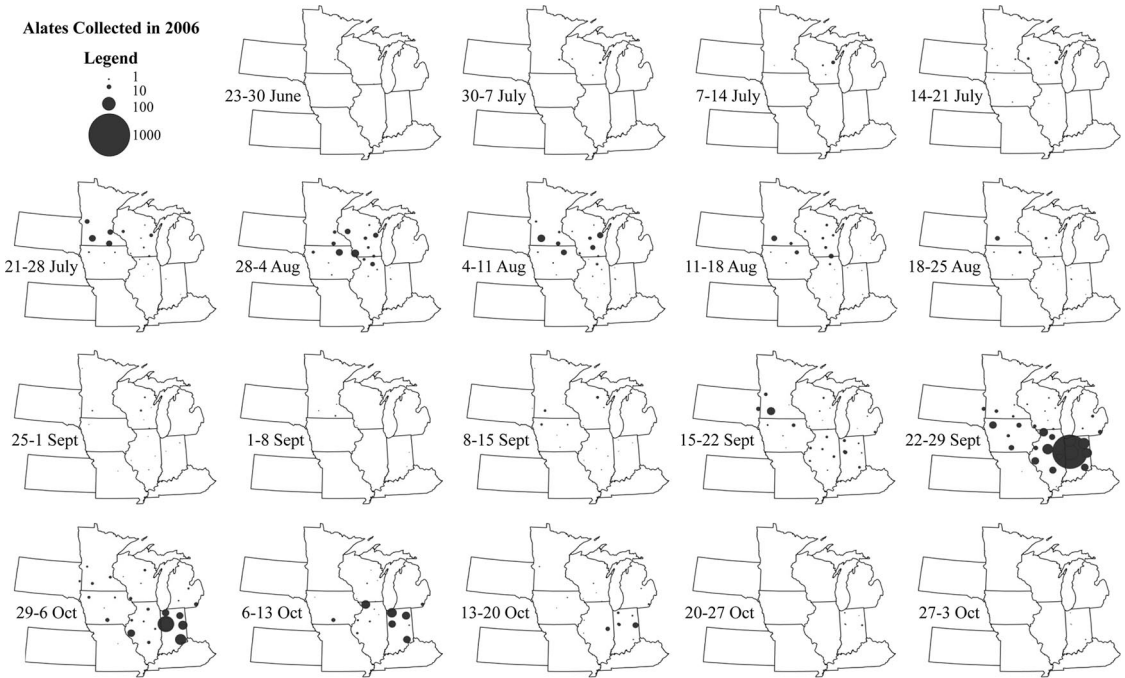 Alates Collected in 2006
Legend
1
10
100
1000
23-30 June
30-7 July
7-14 July
14-21 July
21-28 July
28-4 Aug
4-11 Aug
11-18 Aug
18-25 Aug
25-1 Sept
1-8 Sept
8-15 Sept
15-22 Sept
22-29 Sept
29-6 Oct
6-13 Oct
13-20 Oct
20-27 Oct
27-3 Oct